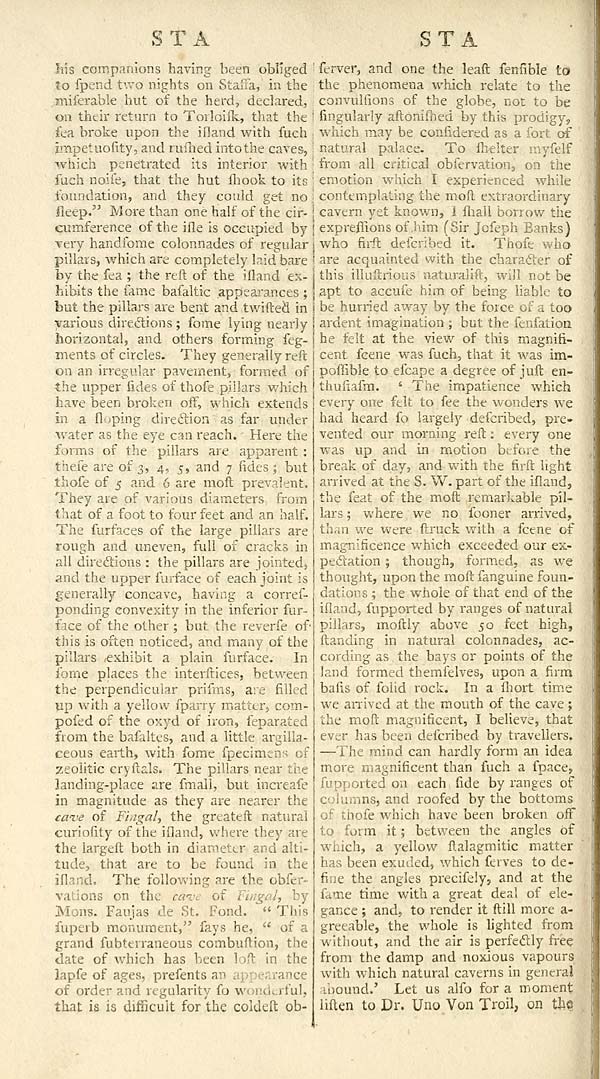 STA
his companions having been obliged
to ſpend two nights on Staffa, in the
miſerable hut of the herd, declared,
on their return to Torloiſk, that the
ſea broke upon the iſland with ſuch
impetuoſity, and ruſhed into the caves,
which penetrated its interior with
ſuch noiſe, that the hut ſhook to its
foundation, and they could get no
ſleep." More than one half of the cir-
cumference of the iſle is occupied by
very handſome colonnades of regular
pillars, which are completely laid bare
by the ſea ; the reſt of the iſland ex-
hibits the ſame baſaltic appearances ;
but the pillars are bent and twiſted in
various directions ; ſome lying nearly
horizontal, and others forming ſeg-
ments of circles. They generally reſt
on an irregular pavement, formed of
the upper ſides of thoſe pillars which
have been broken off, which extends
in a ſloping direction as far under
water as the eye can reach. Here the
forms of the pillars are apparent :
theſe are of 3, 4, 5, and 7 ſides ; but
thoſe of 5 and 6 are moſt prevalent.
They are of various diameters from
that of a foot to four feet and an half.
The ſurfaces of the large pillars are
rough and uneven, full of cracks in
all directions : the pillars are jointed,
and the upper ſurface of each joint is
generally concave, having a correſ-
ponding convexity in the inferior ſur-
face of the other ; but the reverſe of
this is often noticed, and many of the
pillars exhibit a plain ſurface. In
ſome places the interſtices, between
the perpendicular priſms, are filled
up with a yellow ſparry matter, com-
poſed of the oxyd of iron, ſeparated
from the baſaltes, and a little argilla-
ceous earth, with ſome ſpecimens of
zeolitic cryſtals. The pillars near the
landing-place are ſmall, but increaſe
in magnitude as they are nearer the
cave of Fingal, the greateſt natural
curioſity of the iſland, where they are
the largeſt both in diameter and alti-
tude, that are to be found in the
iſland. The following are the obſer-
vations on the cave of Fingal, by
Mons. Faujas de St. Fond. " This
ſuperb monument," ſays he, " of a
grand ſubterraneous combuſtion, the
date of which has been loſt in the
lapſe of ages, preſents an appearance
of order and regularity ſo wonderful,
that is is difficult for the coldeſt ob-
STA
ſerver, and one the leaſt ſenſible to
the phenomena which relate to the
convulſions of the globe, not to be
ſingularly aſtoniſhed by this prodigy,
which may be conſidered as a ſort of
natural palace. To ſhelter myſelf
from all critical obſervation, on the
emotion which I experienced while
contemplating the moſt extraordinary
cavern yet known, I ſhall borrow the
expreſſions of him (Sir Joſeph Banks)
who firſt deſcribed it. Thoſe who
are acquainted with the character of
this illuſtrious naturaliſt, will not be
apt to accuſe him of being liable to
be hurried away by the force of a too
ardent imagination ; but the ſenſation
he felt at the view of this magnifi-
cent ſcene was ſuch, that it was im-
poſſible to eſcape a degree of juſt en-
thuſiaſm. ‘ The impatience which
every one felt to ſee the wonders we
had heard ſo largely deſcribed, pre-
vented our morning reſt : every one
was up and in motion before the
break of day, and with the firſt light
arrived at the S. W. part of the iſland,
the ſeat of the moſt remarkable pil-
lars ; where we no ſooner arrived,
than we were ſtruck with a ſcene of
magnificence which exceeded our ex-
pectation ; though, formed, as we
thought, upon the moſt ſanguine foun-
dations ; the whole of that end of the
iſland, ſupported by ranges of natural
pillars, moſtly above 50 feet high,
ſtanding in natural colonnades, ac-
cording as the bays or points of the
land formed themſelves, upon a firm
baſis of ſolid rock. In a ſhort time
we arrived at the mouth of the cave ;
the moſt magnificent, I believe, that
ever has been deſcribed by travellers.
—The mind can hardly form an idea
more magnificent than ſuch a ſpace,
ſupported on each ſide by ranges of
columns, and roofed by the bottoms
of thoſe which have been broken off
to form it ; between the angles of
which, a yellow ſtalagmitic matter
has been exuded, which ſerves to de-
fine the angles preciſely, and at the
ſame time with a great deal of ele-
gance ; and, to render it ſtill more a-
greeable, the whole is lighted from
without, and the air is perfectly free
from the damp and noxious vapours
with which natural caverns in general
abound.’ Let us alſo for a moment
liſten to Dr. Uno Von Troil, on the